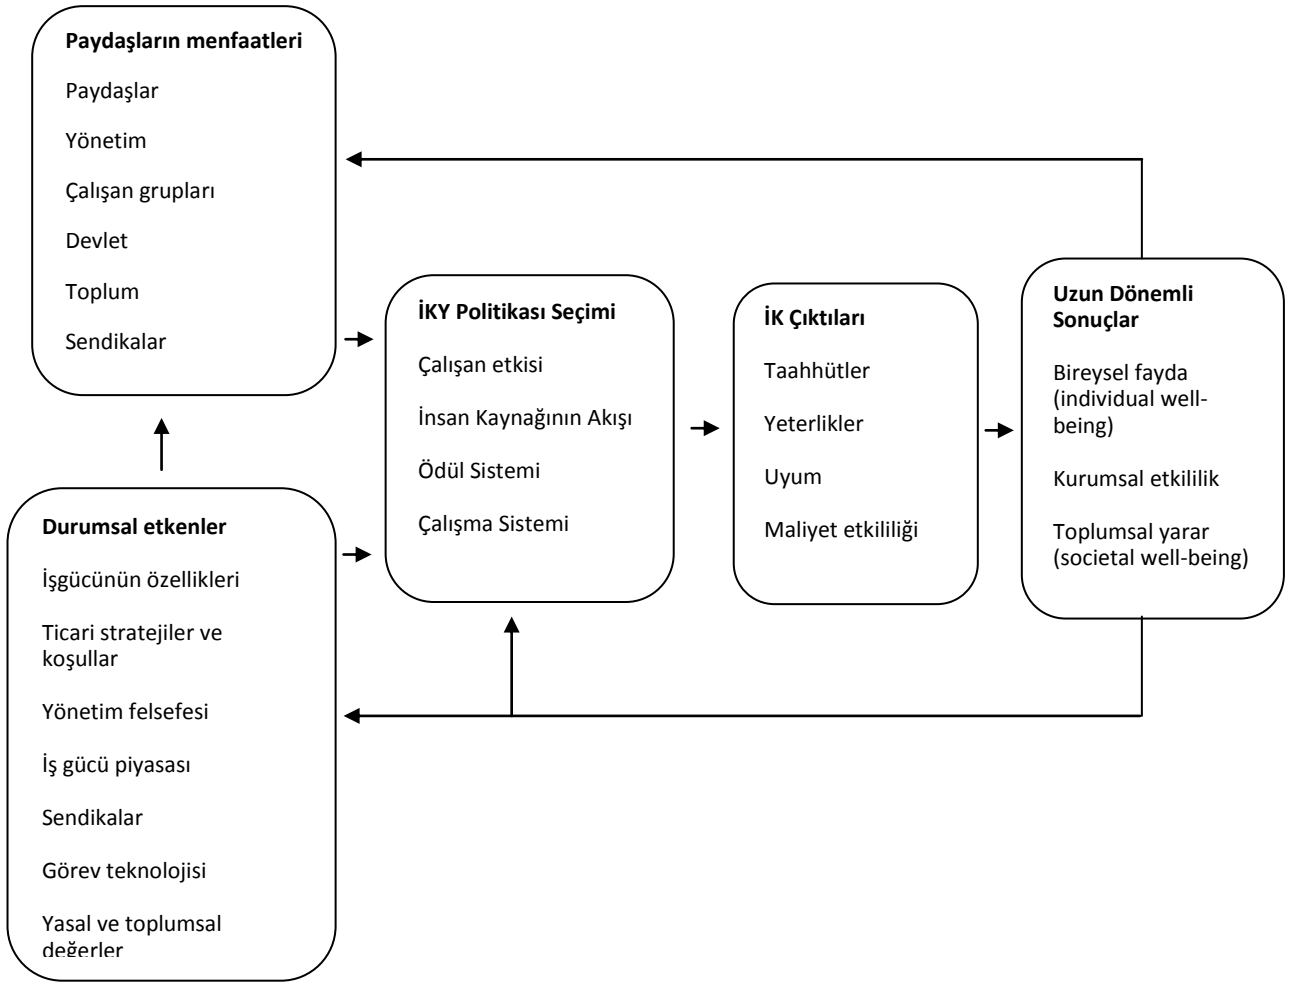 Paydaşların menfaatleri
Paydaşlar
Yönetim
Çalışan grupları
Devlet
Toplum
Sendikalar
Durumsal etkenler
İşgücünün özellikleri
Ticari stratejiler ve
koşullar
Yönetim felsefesi
İş gücü piyasası
Sendikalar
Görev teknolojisi
Yasal ve toplumsal
değerler
İKY Politikası Seçimi
Çalışan etkisi
İnsan Kaynağının Akışı
Ödül Sistemi
Çalışma Sistemi
İK Çıktıları
Taahhütler
Yeterlikler
Uyum
Maliyet etkililiği
Uzun Dönemli
Sonuçlar
Bireysel fayda
(individual well-
being)
Kurumsal etkililik
Toplumsal yarar
(societal well-being)